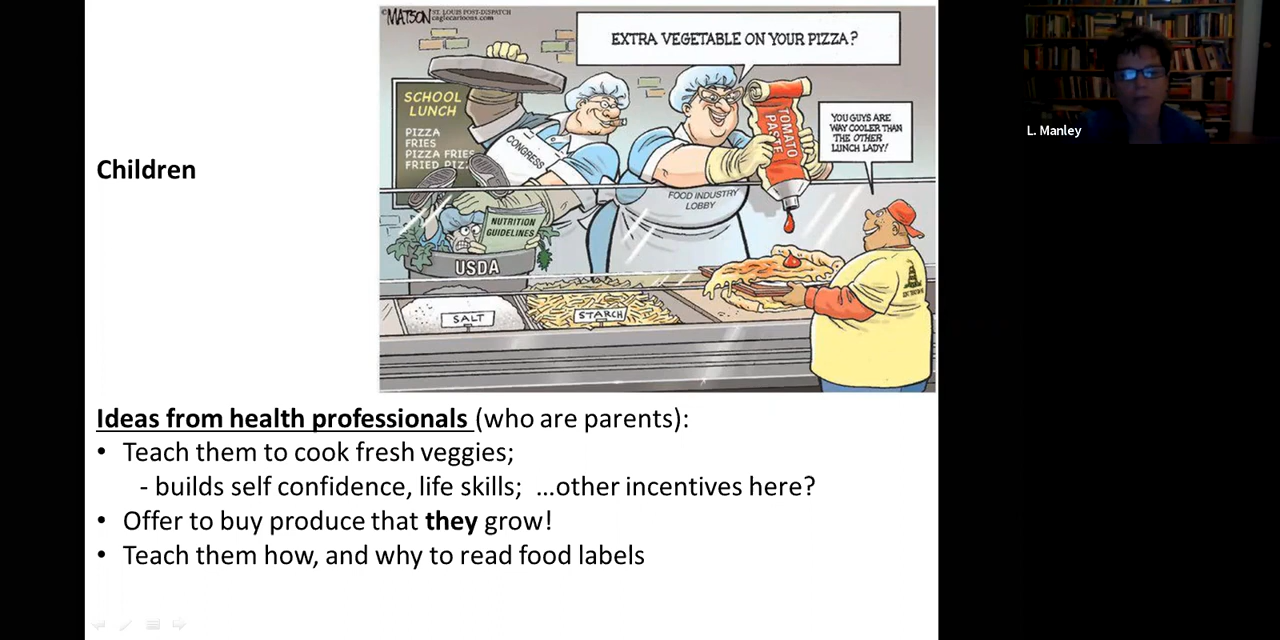 ©MATSON ST. LOUIS POST-DISPATCH
caglecartoons.com
EXTRA VEGETABLE ON YOUR PIZZA?
SCHOOL
LUNCH
PIZZA
FRIES
PIZZA FRIES
FRIED PIZZ
CONGRESS
TOMATO
PASTE
YOU GUYS ARE
WAY COOLER THAN
THE OTHER
LUNCH LADY!
FOOD INDUSTRY
LOBBY
NUTRITION
GUIDELINES
USDA
SALT
STARCH
L. Manley
Children
Ideas from health professionals (who are parents):
• Teach them to cook fresh veggies;
- builds self confidence, life skills; ...other incentives here?
• Offer to buy produce that they grow!
• Teach them how, and why to read food labels